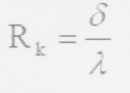 R_k = δ/λ